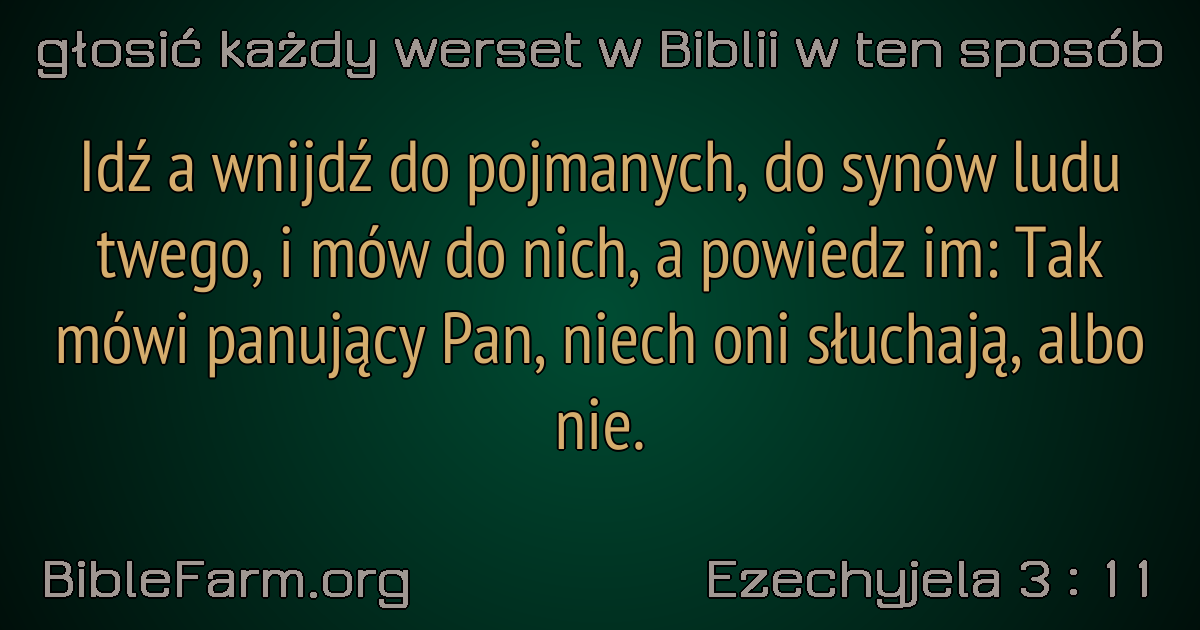 głosić każdy werset w Biblii w ten sposób
Idź a wnijdź do pojmanych, do synów ludu
twego, i mów do nich, a powiedz im: Tak
mówi panujący Pan, niech oni słuchają, albo
nie.
BibleFarm.org
Ezechyjela 3 : 11